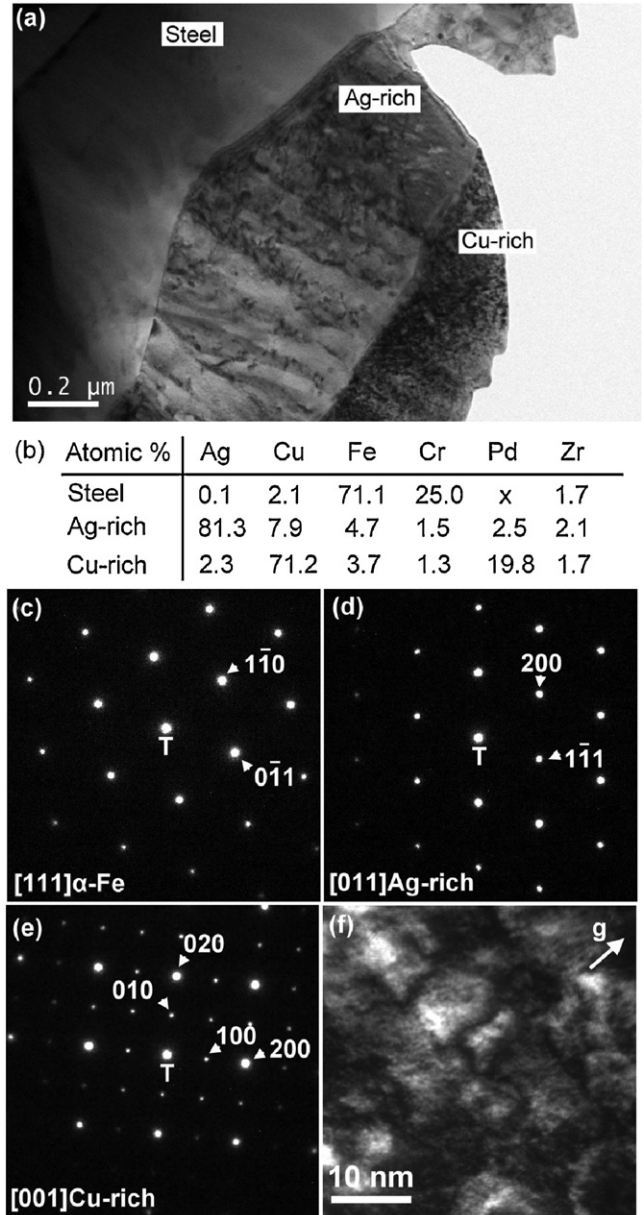 (a)
Steel
Ag-rich
Cu-rich
0.2 μm
(b) Atomic % Ag Cu Fe Cr Pd Zr
Steel 0.1 2.1 71.1 25.0 x 1.7
Ag-rich 81.3 7.9 4.7 1.5 2.5 2.1
Cu-rich 2.3 71.2 3.7 1.3 19.8 1.7
(c)
11̄0
T
01̄1
[111]α-Fe
(d)
200
T
11̄1
[011]Ag-rich
(e)
020
010
100
T
200
[001]Cu-rich
(f)
g
10 nm